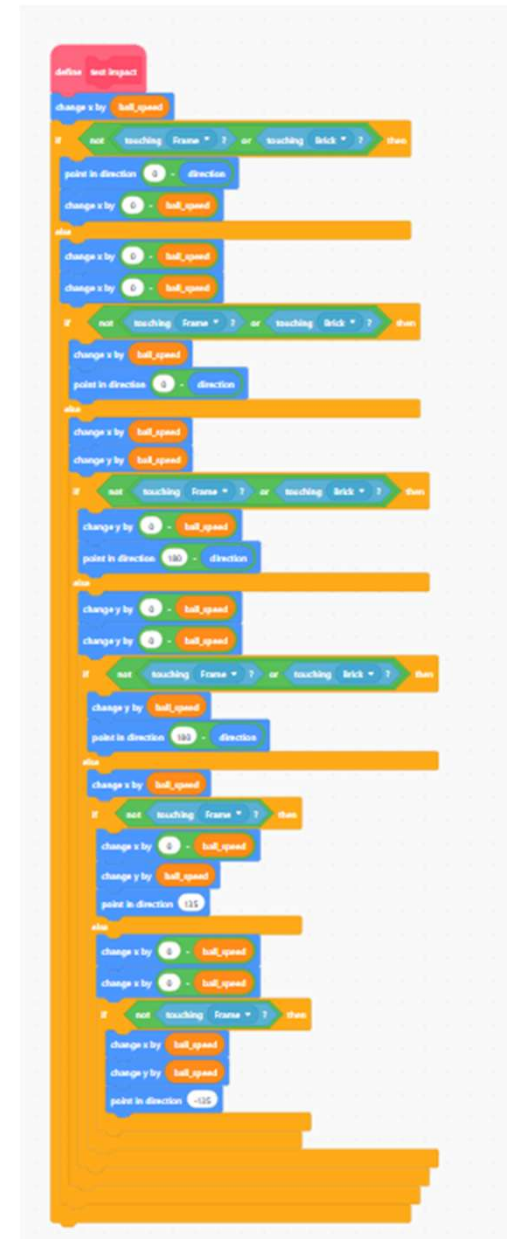 define test impact
change x by ball_speed
if not touching Frame ? or touching Brick ? then
point in direction 0 - direction
change x by 0 - ball_speed
else
change x by 0 - ball_speed
change x by 0 - ball_speed
if not touching Frame ? or touching Brick ? then
change x by ball_speed
point in direction 0 - direction
else
change x by ball_speed
change y by ball_speed
if not touching Frame ? or touching Brick ? then
change y by 0 - ball_speed
point in direction 180 - direction
else
change y by 0 - ball_speed
change y by 0 - ball_speed
if not touching Frame ? or touching Brick ? then
change y by ball_speed
point in direction 180 - direction
else
change x by ball_speed
if not touching Frame ? then
change x by 0 - ball_speed
change y by ball_speed
point in direction 135
else
change x by 0 - ball_speed
change x by 0 - ball_speed
if not touching Frame ? then
change x by ball_speed
change y by ball_speed
point in direction -135